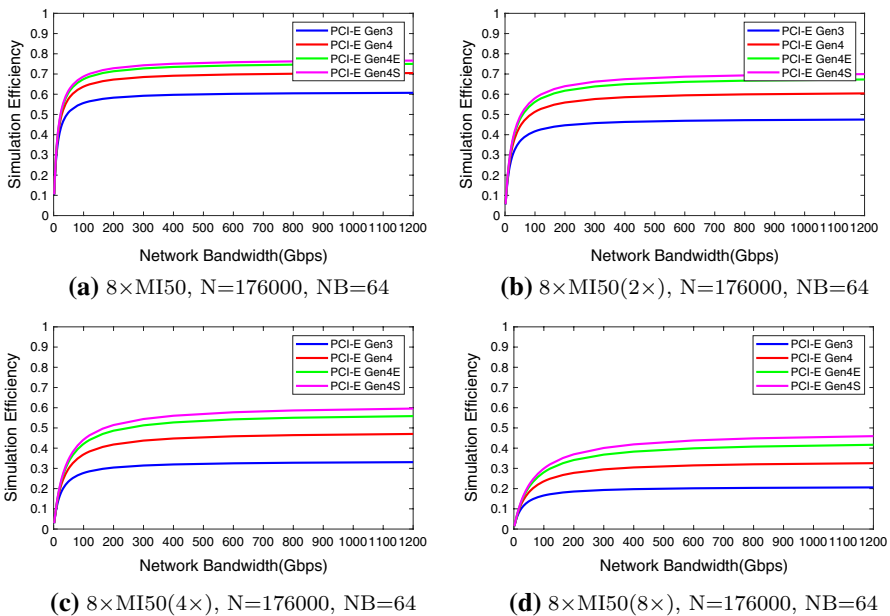 1
0.9
0.8
0.7
0.6
0.5
0.4
0.3
0.2
0.1
0
Simulation Efficiency
PCI-E Gen3
PCI-E Gen4
PCI-E Gen4E
PCI-E Gen4S
0 100 200 300 400 500 600 700 800 900 1000 1100 1200
Network Bandwidth(Gbps)
(a) 8×MI50, N=176000, NB=64
1
0.9
0.8
0.7
0.6
0.5
0.4
0.3
0.2
0.1
0
Simulation Efficiency
PCI-E Gen3
PCI-E Gen4
PCI-E Gen4E
PCI-E Gen4S
0 100 200 300 400 500 600 700 800 900 1000 1100 1200
Network Bandwidth(Gbps)
(b) 8×MI50(2×), N=176000, NB=64
1
0.9
0.8
0.7
0.6
0.5
0.4
0.3
0.2
0.1
0
Simulation Efficiency
PCI-E Gen3
PCI-E Gen4
PCI-E Gen4E
PCI-E Gen4S
0 100 200 300 400 500 600 700 800 900 1000 1100 1200
Network Bandwidth(Gbps)
(c) 8×MI50(4×), N=176000, NB=64
1
0.9
0.8
0.7
0.6
0.5
0.4
0.3
0.2
0.1
0
Simulation Efficiency
PCI-E Gen3
PCI-E Gen4
PCI-E Gen4E
PCI-E Gen4S
0 100 200 300 400 500 600 700 800 900 1000 1100 1200
Network Bandwidth(Gbps)
(d) 8×MI50(8×), N=176000, NB=64